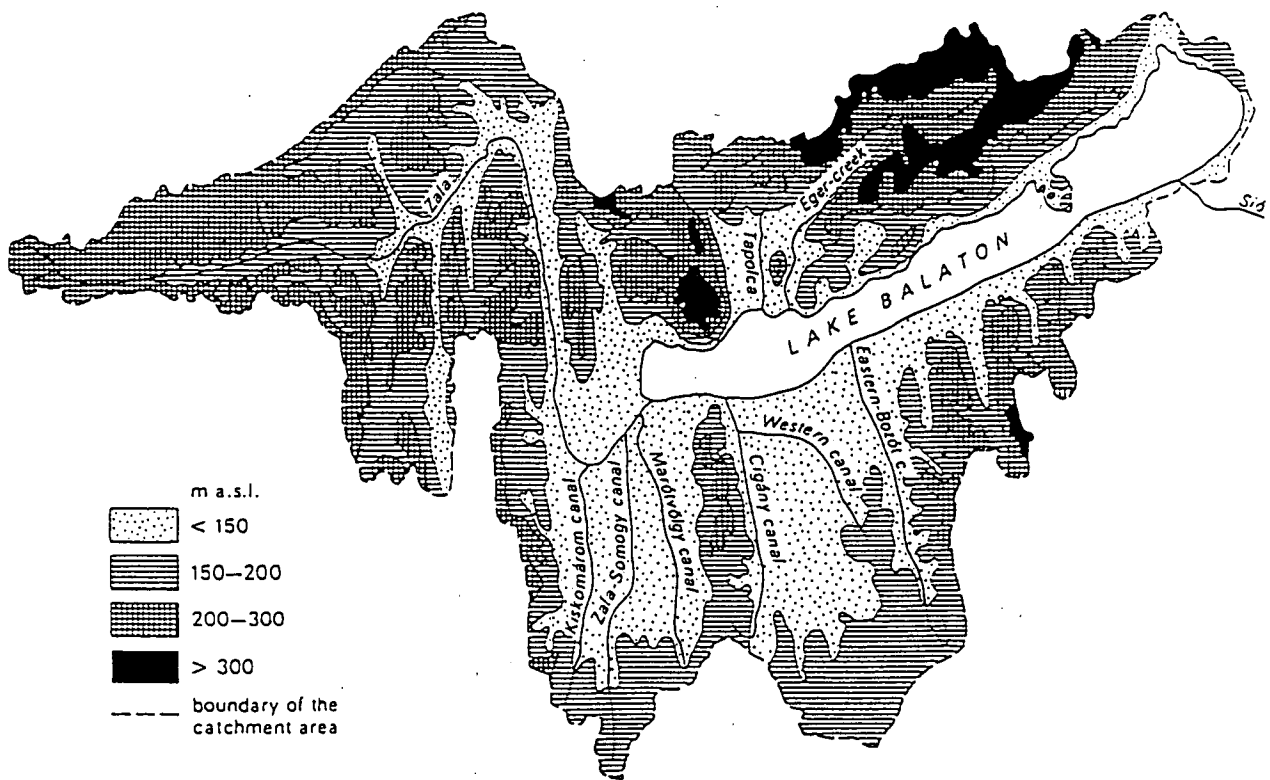 Zala
Tapolca
Eger-creek
LAKE BALATON
Sió
Eastern Bozót c.
Western canal
Cigány canal
Marótvölgy canal
Zala-Somogy canal
Kiskomárom canal
m a.s.l.
< 150
150—200
200—300
> 300
boundary of the
catchment area